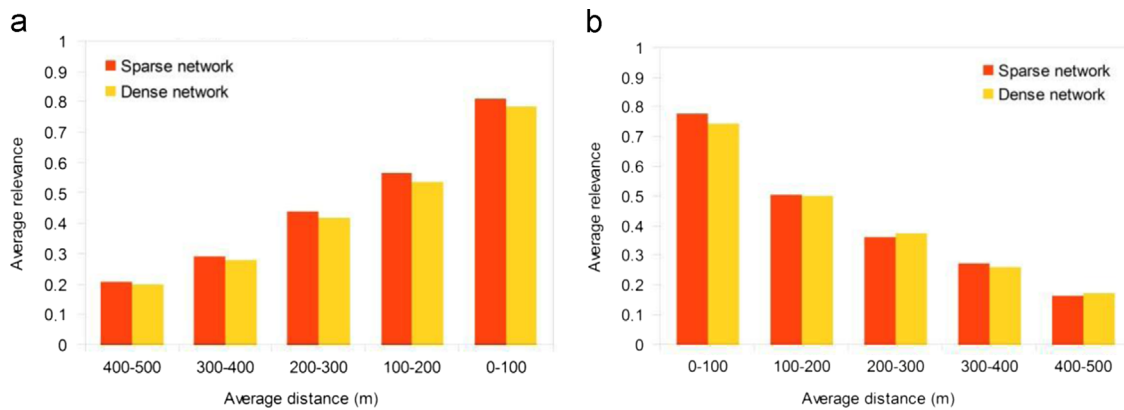 a
1
0.9
0.8
0.7
0.6
0.5
0.4
0.3
0.2
0.1
0
Average relevance
Sparse network
Dense network
400-500 300-400 200-300 100-200 0-100
Average distance (m)
b
1
0.9
0.8
0.7
0.6
0.5
0.4
0.3
0.2
0.1
0
Average relevance
Sparse network
Dense network
0-100 100-200 200-300 300-400 400-500
Average distance (m)